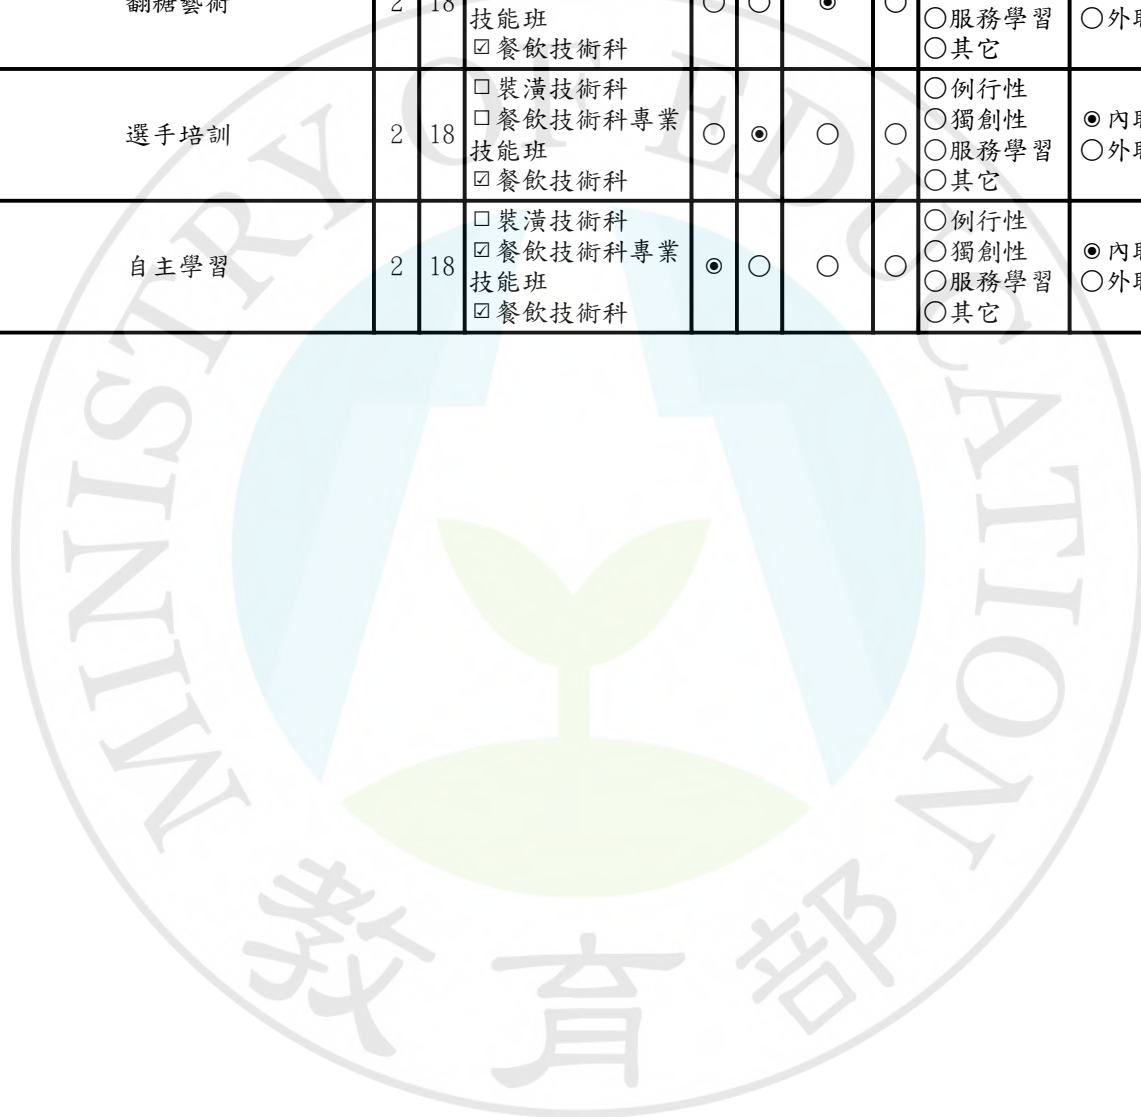 翻糖藝術 2 18 技能班 ○ ○ ◉ ○ ○服務學習 ○外
☑餐飲技術科 ○其它
□裝潢技術科 ○例行性
□餐飲技術科專業 ○獨創性 ◉內
選手培訓 2 18 技能班 ○ ◉ ○ ○ ○服務學習 ○外
☑餐飲技術科 ○其它
□裝潢技術科 ○例行性
☑餐飲技術科專業 ○獨創性 ◉內
自主學習 2 18 技能班 ◉ ○ ○ ○ ○服務學習 ○外
☑餐飲技術科 ○其它
MINISTRY OF EDUCATION
教育部